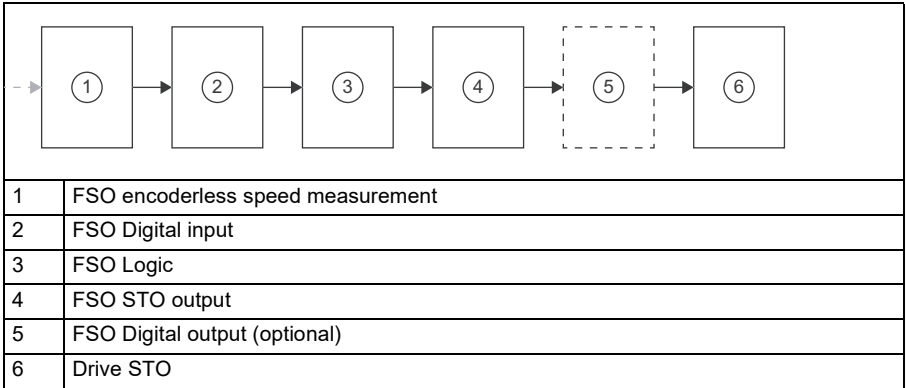 1 2 3 4 5 6
1 FSO encoderless speed measurement
2 FSO Digital input
3 FSO Logic
4 FSO STO output
5 FSO Digital output (optional)
6 Drive STO